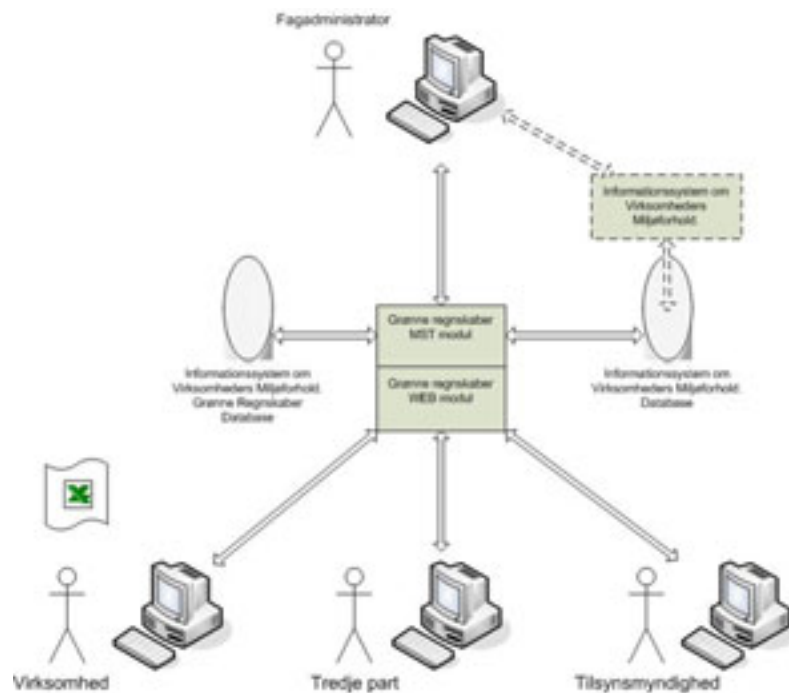 Fagadministrator
Informationssystem om
Virksomheders
Miljøforhold
Grønne regnskaber
MST modul
Grønne regnskaber
WEB modul
Informationssystem om
Virksomheders Miljøforhold.
Grønne Regnskaber
Database
Informationssystem om
Virksomheders Miljøforhold.
Database
Virksomhed
Tredje part
Tilsynsmyndighed